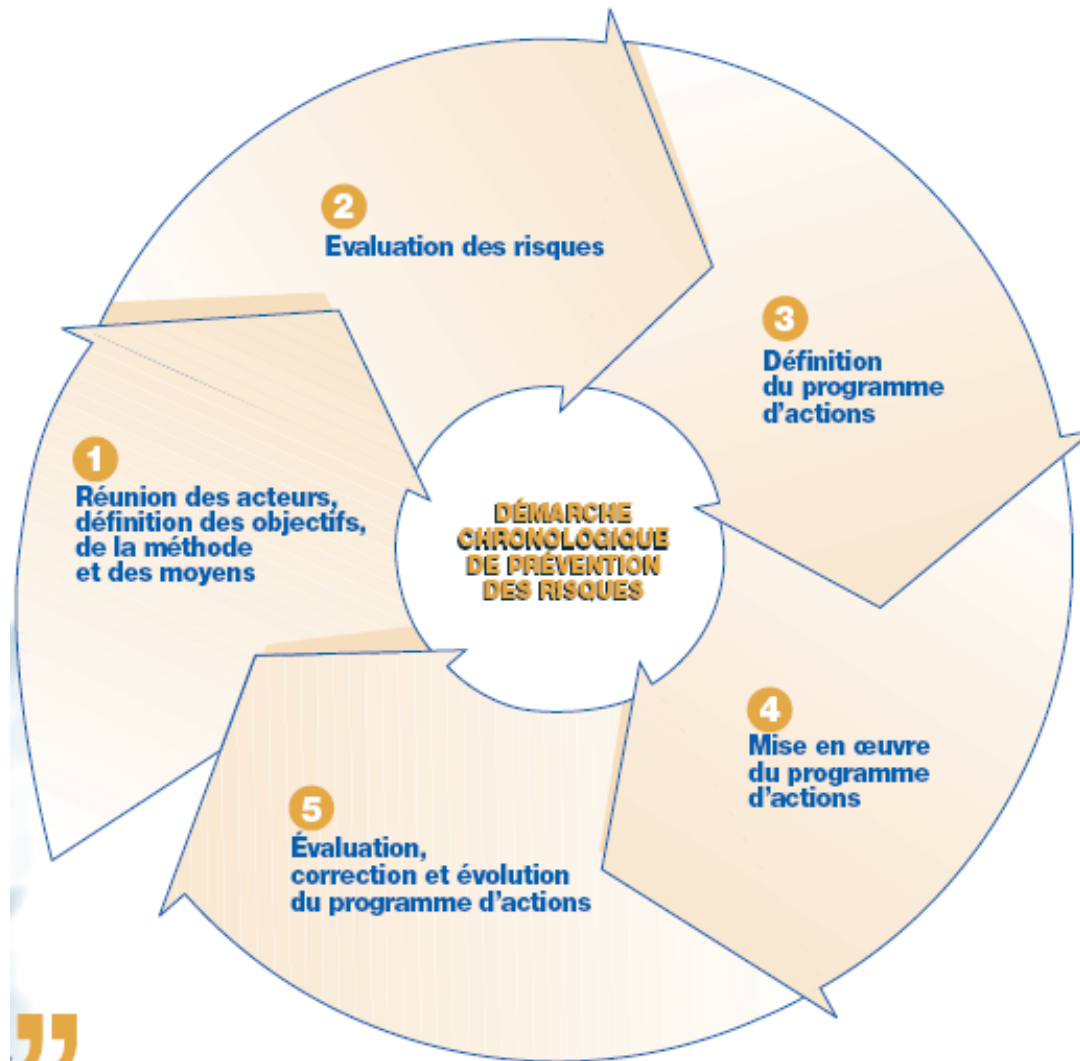 1
Réunion des acteurs,
définition des objectifs,
de la méthode
et des moyens
2
Evaluation des risques
3
Définition
du programme
d’actions
4
Mise en œuvre
du programme
d’actions
5
Évaluation,
correction et évolution
du programme d’actions
DÉMARCHE
CHRONOLOGIQUE
DE PRÉVENTION
DES RISQUES
”